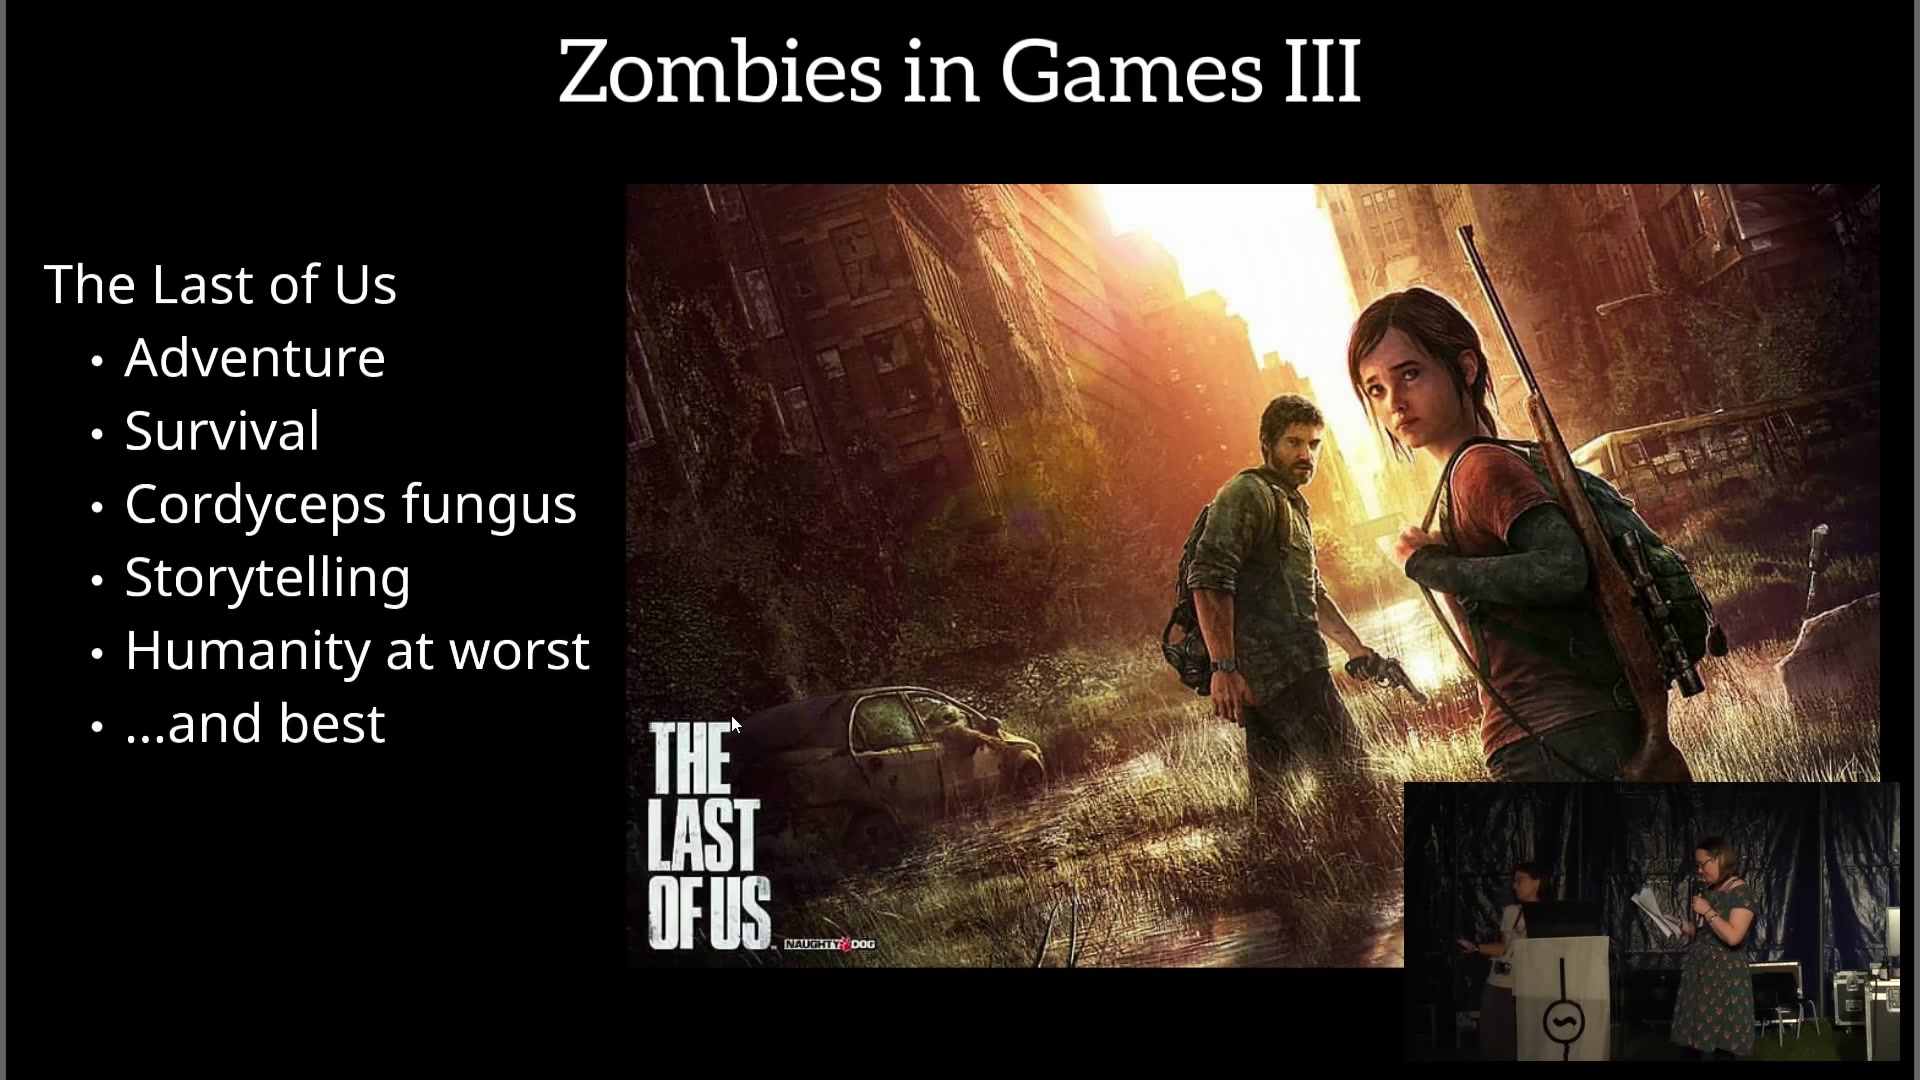 Zombies in Games III
The Last of Us
• Adventure
• Survival
• Cordyceps fungus
• Storytelling
• Humanity at worst
• ...and best
THE
LAST
OF US
NAUGHTY DOG